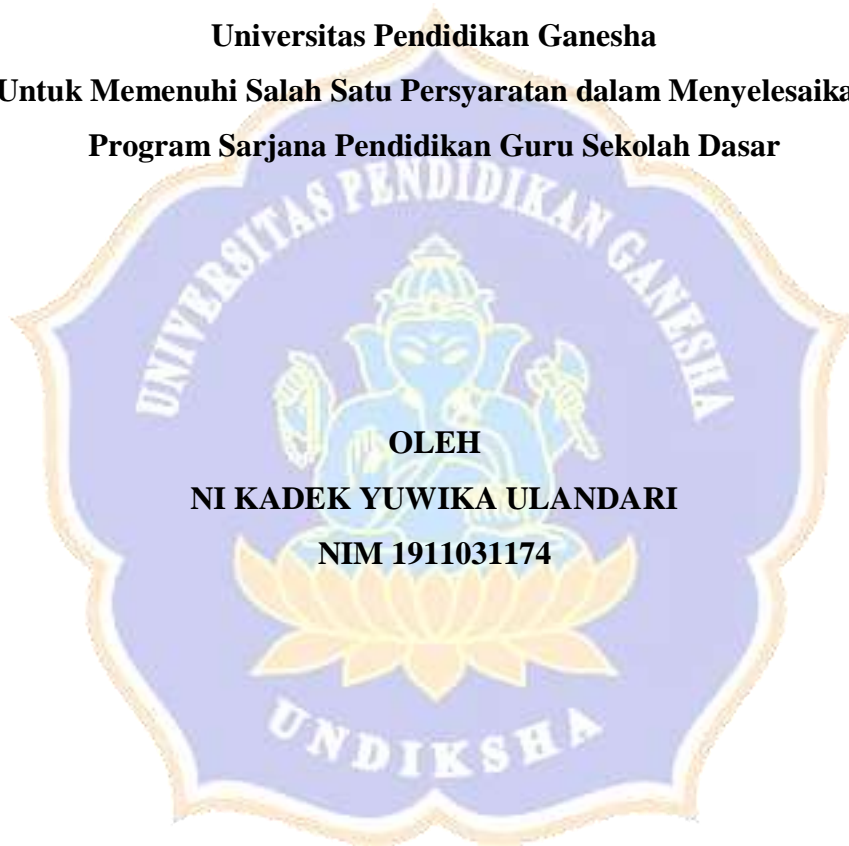 Universitas Pendidikan Ganesha
Untuk Memenuhi Salah Satu Persyaratan dalam Menyelesaika
Program Sarjana Pendidikan Guru Sekolah Dasar
UNIVERSITAS PENDIDIKAN GANESHA
OLEH
NI KADEK YUWIKA ULANDARI
NIM 1911031174
UNDIKSHA